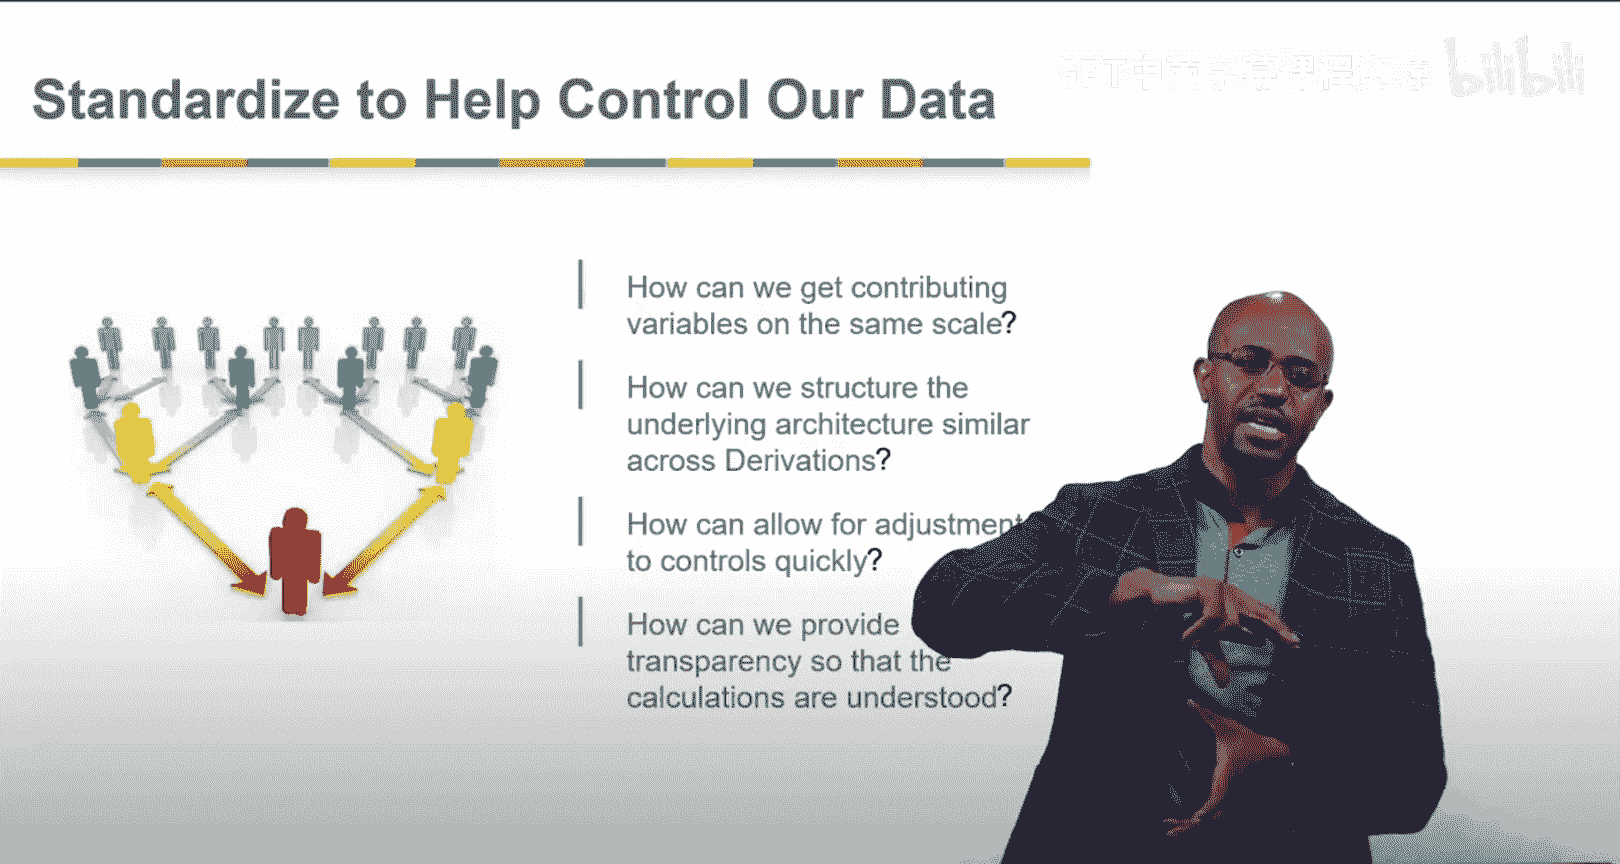 Standardize to Help Control Our Data
bilibili
How can we get contributing
variables on the same scale?
How can we structure the
underlying architecture similar
across Derivations?
How can allow for adjustment
to controls quickly?
How can we provide
transparency so that the
calculations are understood?